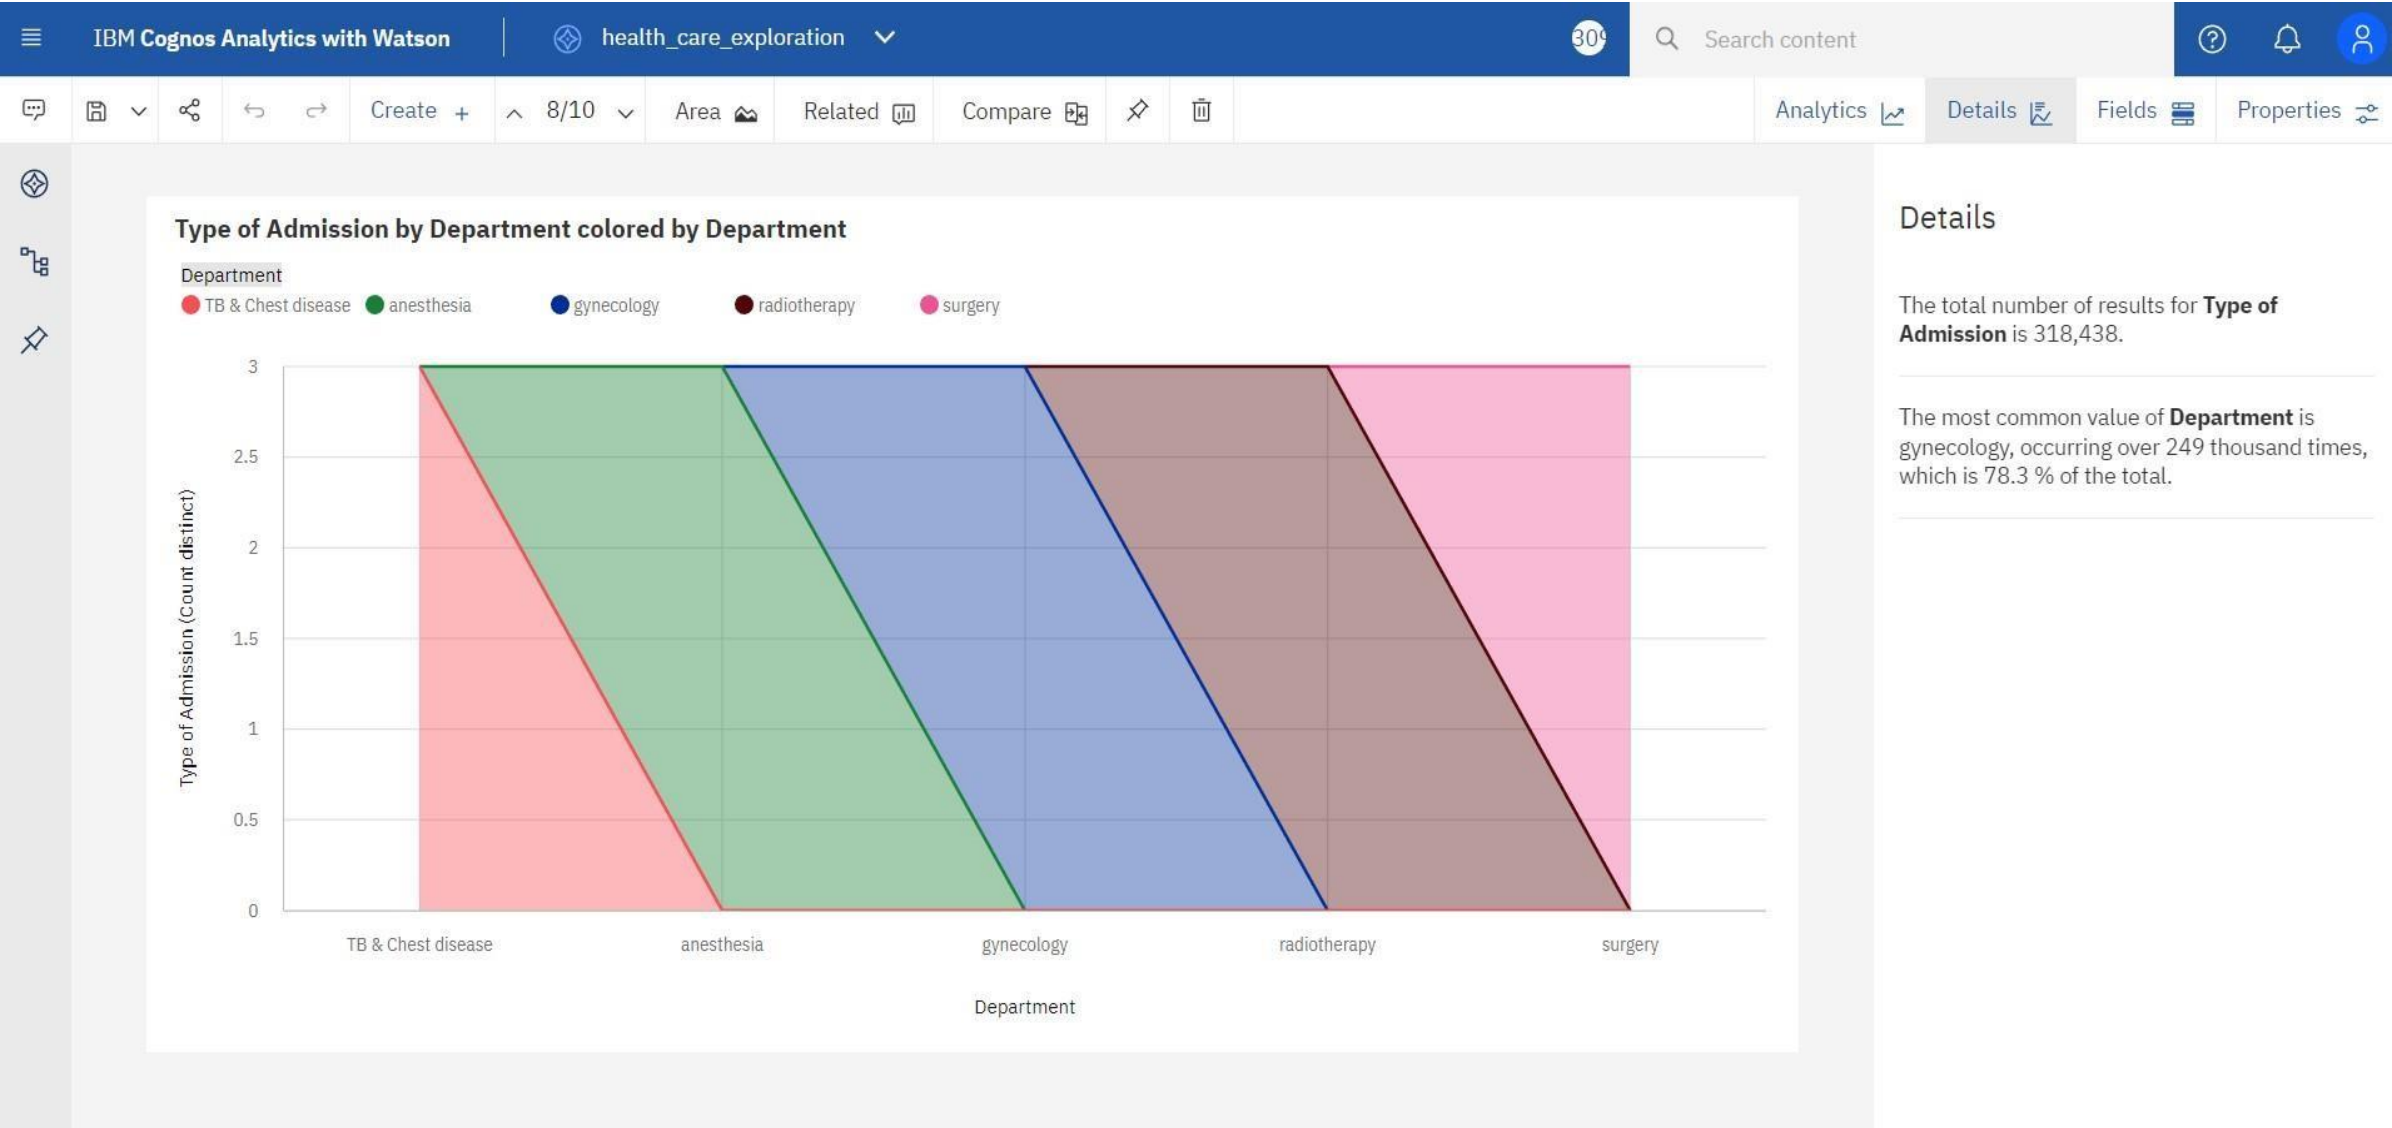 IBM Cognos Analytics with Watson
health_care_exploration
30
Search content
Create +
8/10
Area
Related
Compare
Analytics
Details
Fields
Properties
Type of Admission by Department colored by Department
Department
TB & Chest disease anesthesia gynecology radiotherapy surgery
3
2.5
2
1.5
1
0.5
0
Type of Admission (Count distinct)
TB & Chest disease anesthesia gynecology radiotherapy surgery
Department
Details
The total number of results for Type of
Admission is 318,438.
The most common value of Department is
gynecology, occurring over 249 thousand times,
which is 78.3 % of the total.